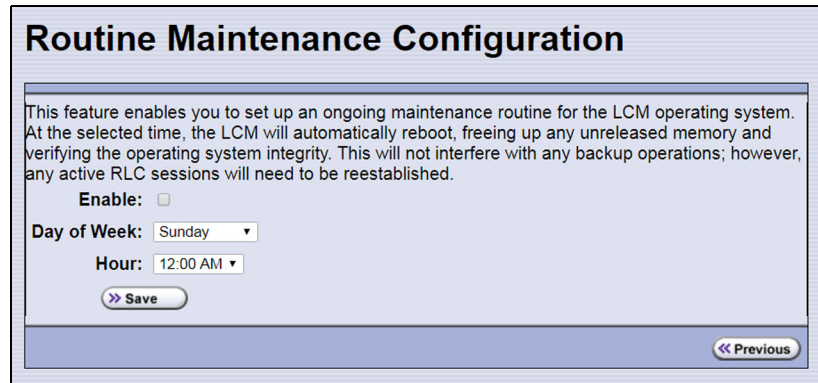 Routine Maintenance Configuration
This feature enables you to set up an ongoing maintenance routine for the LCM operating system.
At the selected time, the LCM will automatically reboot, freeing up any unreleased memory and
verifying the operating system integrity. This will not interfere with any backup operations; however,
any active RLC sessions will need to be reestablished.
Enable:
Day of Week: Sunday
Hour: 12:00 AM
Save
Previous